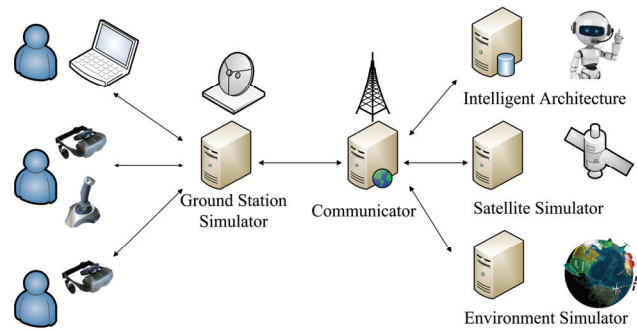 Intelligent Architecture
Ground Station
Simulator
Communicator
Satellite Simulator
Environment Simulator